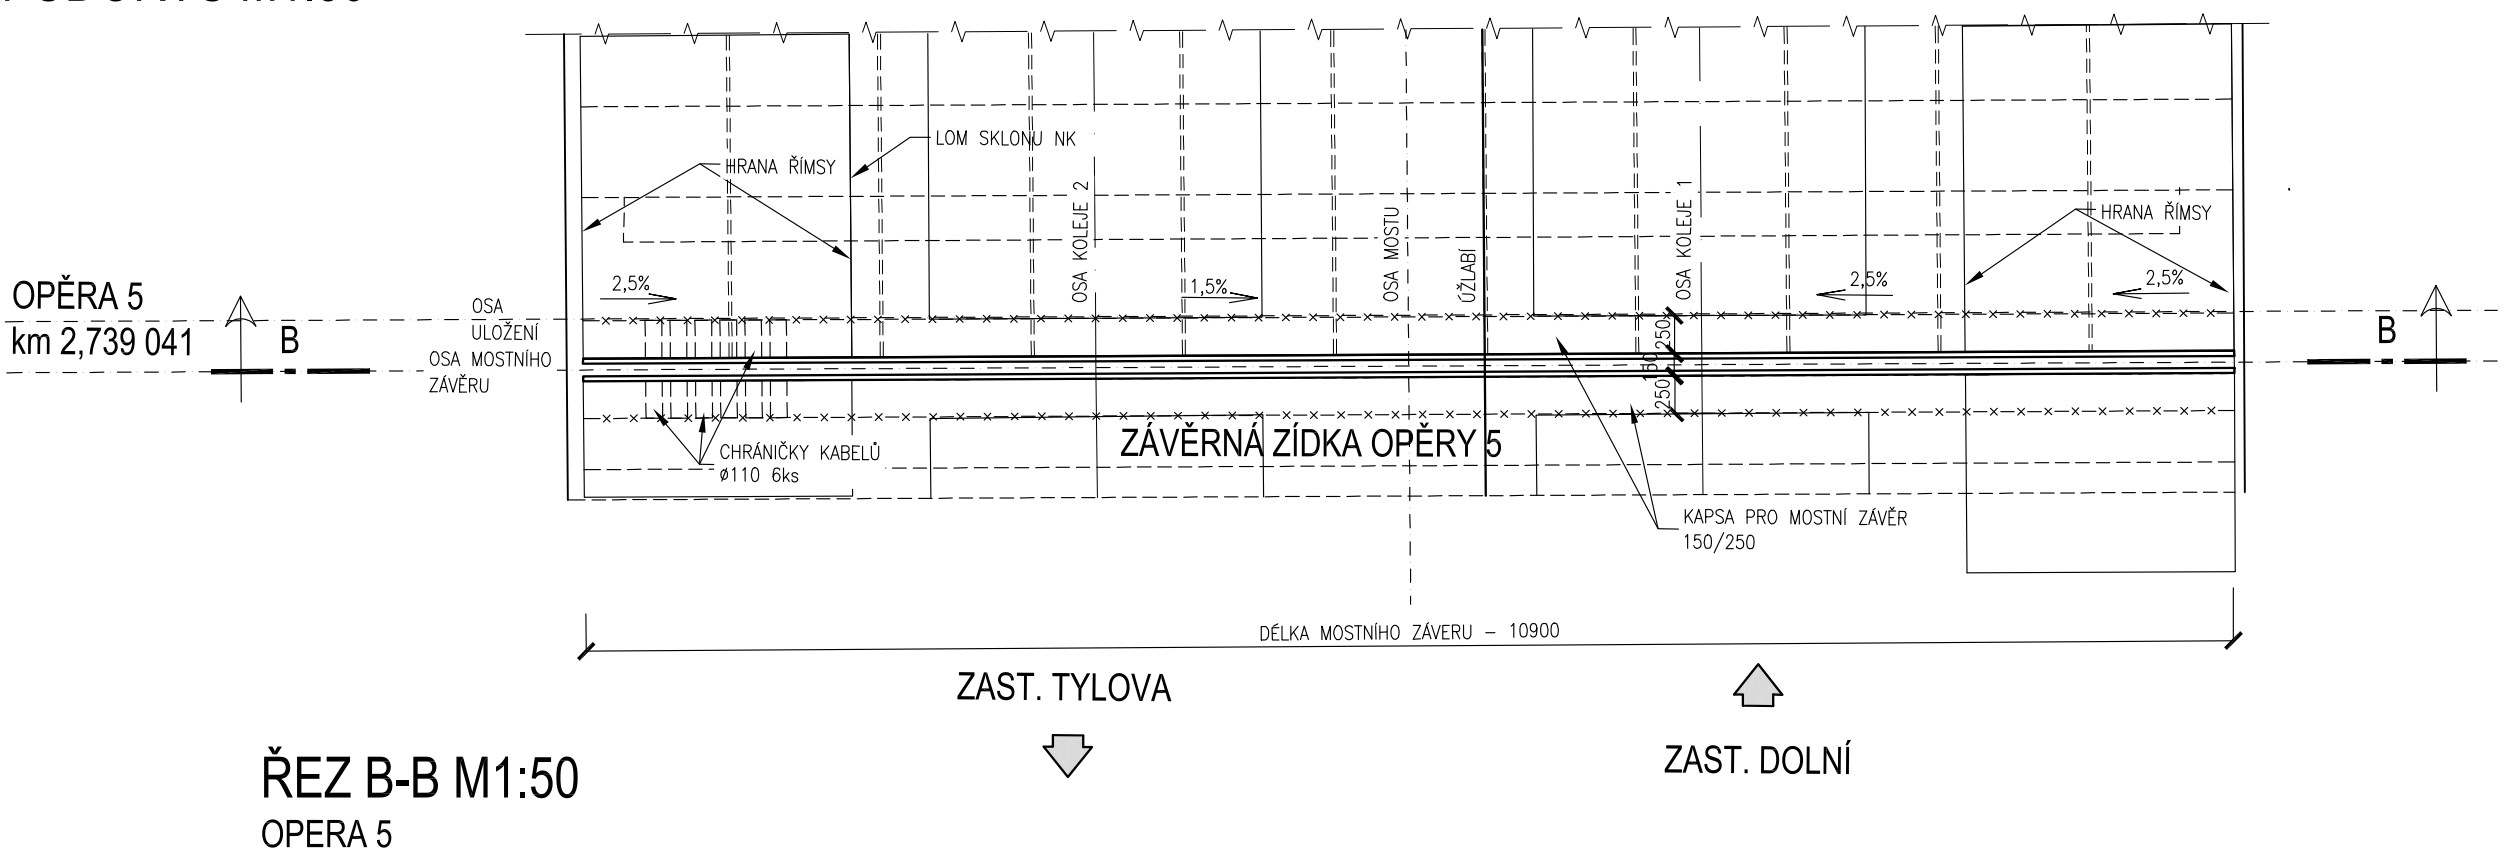 LOM SKLONU NK
HRANA ŘÍMSY
HRANA ŘÍMSY
OSA KOLEJE 2
OSA MOSTU
ÚŽLABÍ
OSA KOLEJE 1
2,5%
1,5%
2,5%
2,5%
OPĚRA 5
km 2,739 041
B
B
OSA
ULOŽENÍ
OSA MOSTNÍHO
ZÁVĚRU
250
150
250
CHRÁNIČKY KABELŮ
ø110 6ks
ZÁVĚRNÁ ZÍDKA OPĚRY 5
KAPSA PRO MOSTNÍ ZÁVĚR
150/250
DÉLKA MOSTNÍHO ZÁVERU – 10900
ZAST. TYLOVA
ZAST. DOLNÍ
ŘEZ B-B M1:50
OPERA 5